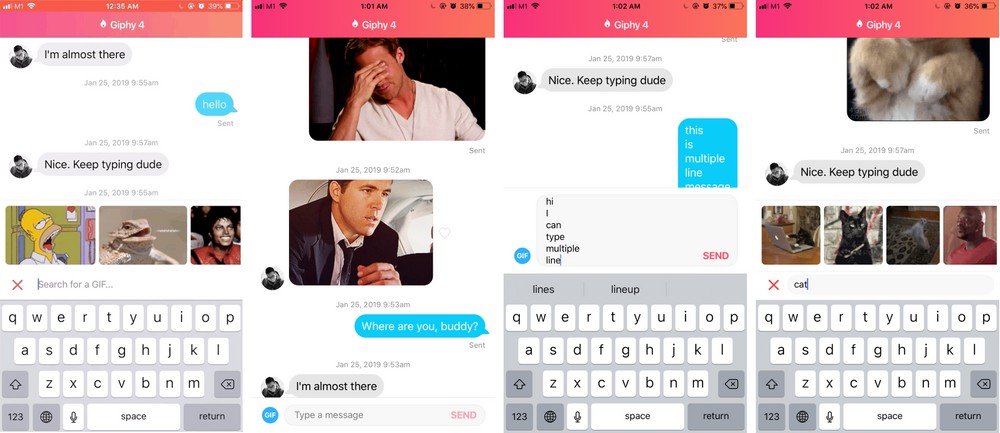 M1
12:35 AM
39%
Giphy 4
I'm almost there
Jan 25, 2019 9:55am
hello
Sent
Jan 25, 2019 9:57am
Nice. Keep typing dude
Jan 25, 2019 9:55am
Search for a GIF...
q w e r t y u i o p
a s d f g h j k l
z x c v b n m
123
space
return
M1
1:01 AM
38%
Giphy 4
Sent
Jan 25, 2019 9:52am
Jan 25, 2019 9:53am
Where are you, buddy?
Sent
Jan 25, 2019 9:53am
I'm almost there
GIF
Type a message
SEND
M1
1:02 AM
37%
Giphy 4
Sent
Jan 25, 2019 9:57am
Nice. Keep typing dude
Jan 25, 2019 9:55am
this
is
multiple
line
message
hi
I
can
type
multiple
line
GIF
SEND
lines
lineup
q w e r t y u i o p
a s d f g h j k l
z x c v b n m
123
space
return
M1
1:02 AM
36%
Giphy 4
Sent
Jan 25, 2019 9:57am
Nice. Keep typing dude
cat
q w e r t y u i o p
a s d f g h j k l
z x c v b n m
123
space
return